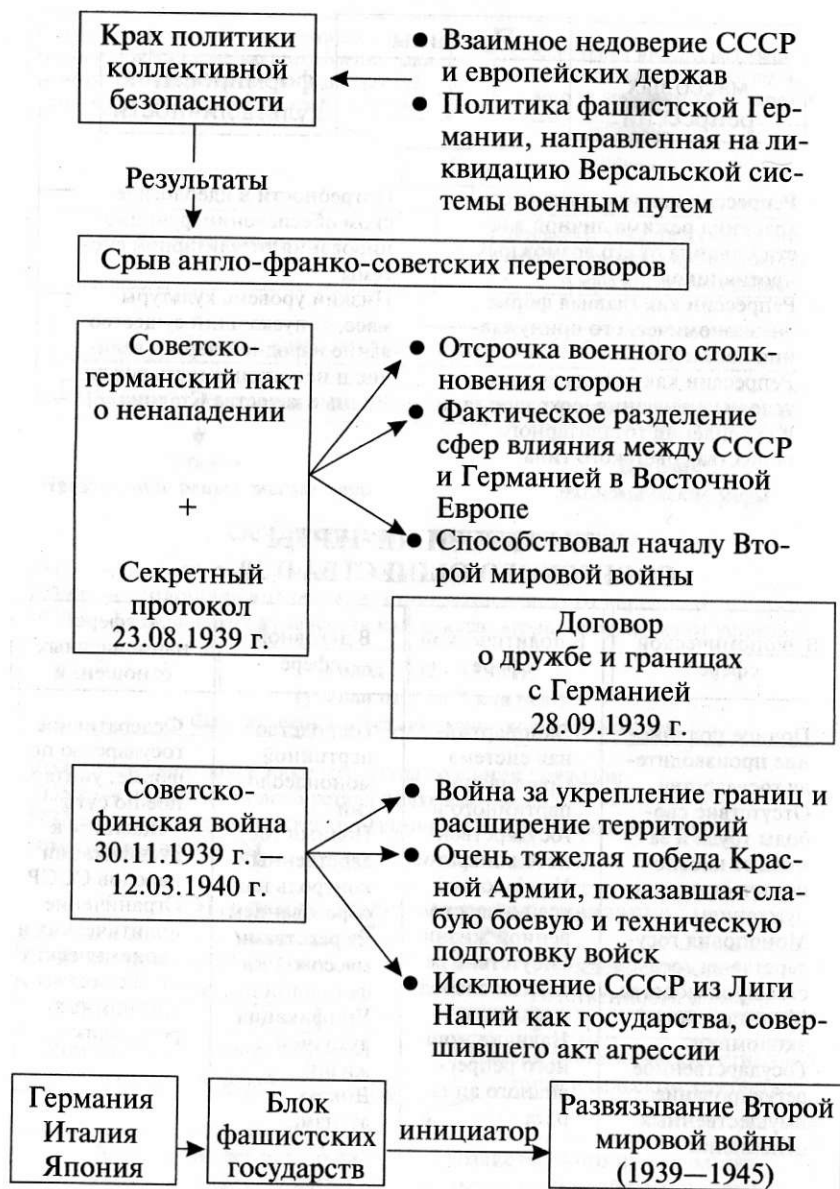 Крах политики
коллективной
безопасности
● Взаимное недоверие СССР
и европейских держав
● Политика фашистской Гер-
мании, направленная на ли-
квидацию Версальской сис-
темы военным путем
Результаты
Срыв англо-франко-советских переговоров
Советско-
германский пакт
о ненападении
+
Секретный
протокол
23.08.1939 г.
● Отсрочка военного столк-
новения сторон
● Фактическое разделение
сфер влияния между СССР
и Германией в Восточной
Европе
● Способствовал началу Вто-
рой мировой войны
Договор
о дружбе и границах
с Германией
28.09.1939 г.
Советско-
финская война
30.11.1939 г.–
12.03.1940 г.
● Война за укрепление границ и
расширение территорий
● Очень тяжелая победа Крас-
ной Армии, показавшая сла-
бую боевую и техническую
подготовку войск
● Исключение СССР из Лиги
Наций как государства, совер-
шившего акт агрессии
Германия
Италия
Япония
Блок
фашистских
государств
инициатор
Развязывание Второй
мировой войны
(1939—1945)